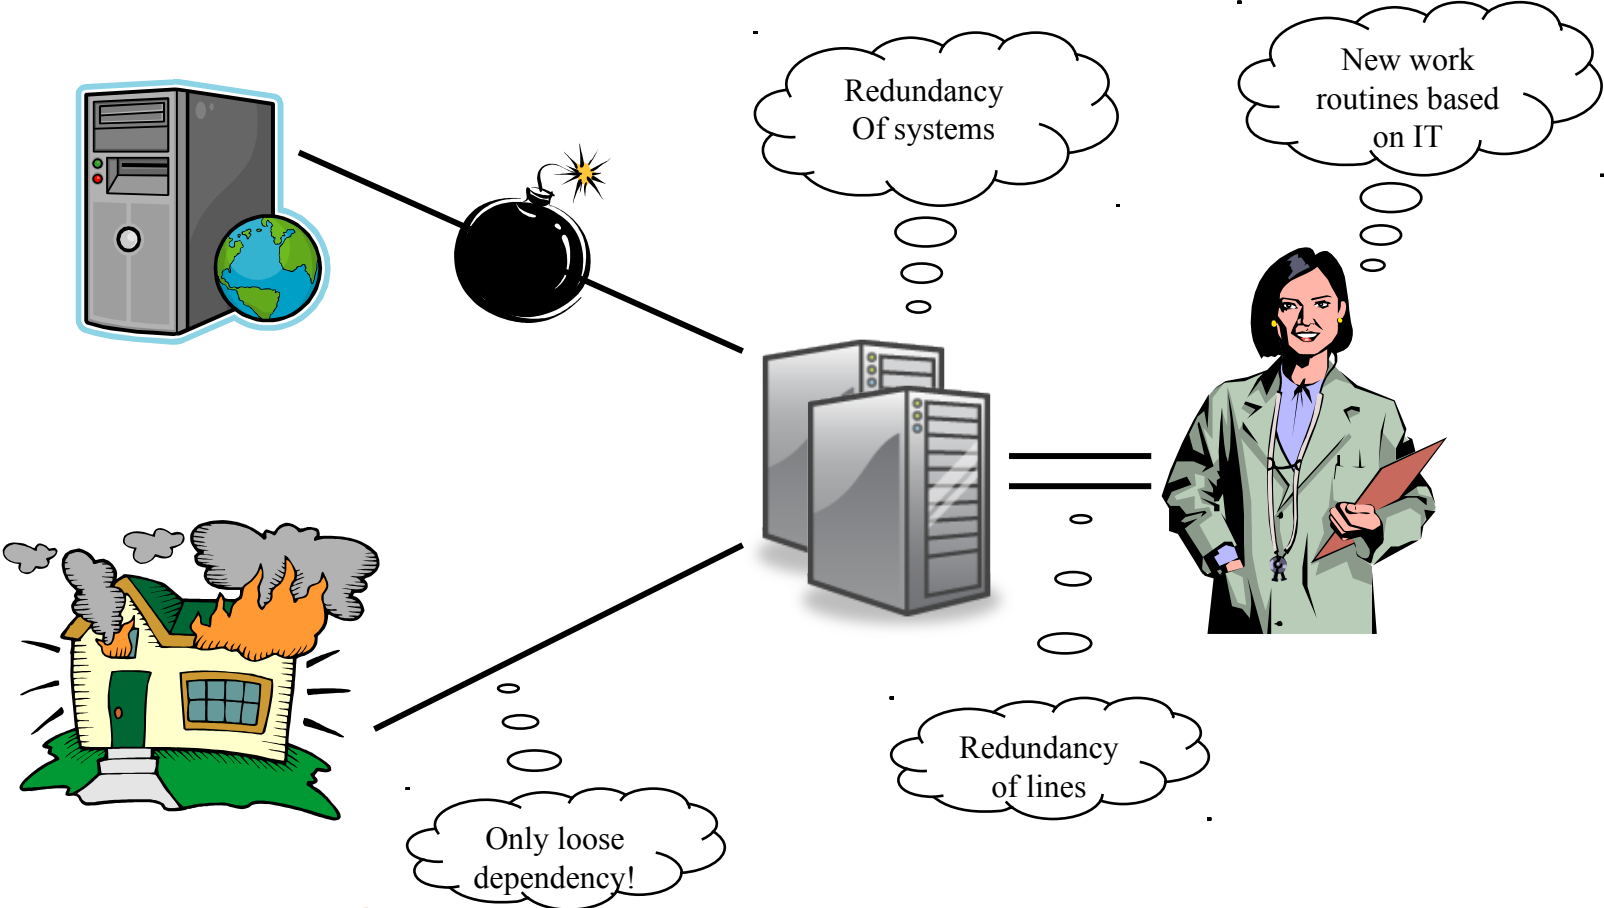 Redundancy
Of systems
New work
routines based
on IT
Redundancy
of lines
Only loose
dependency!